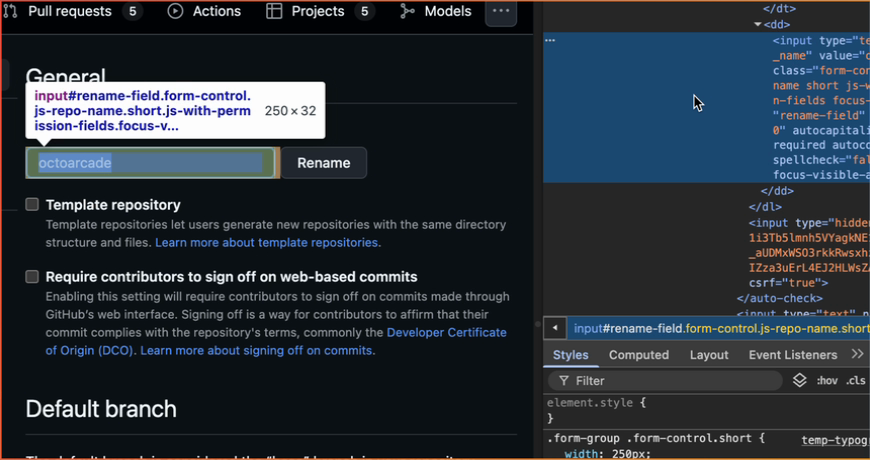 Pull requests 5 Actions Projects 5 Models ...
General
input#rename-field.form-control.
js-repo-name.short.js-with-perm
ission-fields.focus-v...
250 × 32
octoarcade
Rename
Template repository
Template repositories let users generate new repositories with the same directory
structure and files. Learn more about template repositories.
Require contributors to sign off on web-based commits
Enabling this setting will require contributors to sign off on commits made through
GitHub's web interface. Signing off is a way for contributors to affirm that their
commit complies with the repository's terms, commonly the Developer Certificate
of Origin (DCO). Learn more about signing off on commits.
Default branch
</dt>
<dd>
... <input type="te
_name" value="o
class="form-con
name short js-w
n-fields focus-
"rename-field"
0" autocapitali
required autoco
spellcheck="fal
focus-visible-a
</dd>
</dl>
<input type="hidden
1i3Tb5lmnh5VYagkNE
_aUDMxWSO3rkkRwsxh
IZza3uErL4EJ2HLWsZ
csrf="true">
</auto-check>
<input type="text"
input#rename-field.form-control.js-repo-name.short
Styles Computed Layout Event Listeners >>
Filter :hov .cls
element.style {
}
.form-group .form-control.short {
temp-typog
width: 250px;